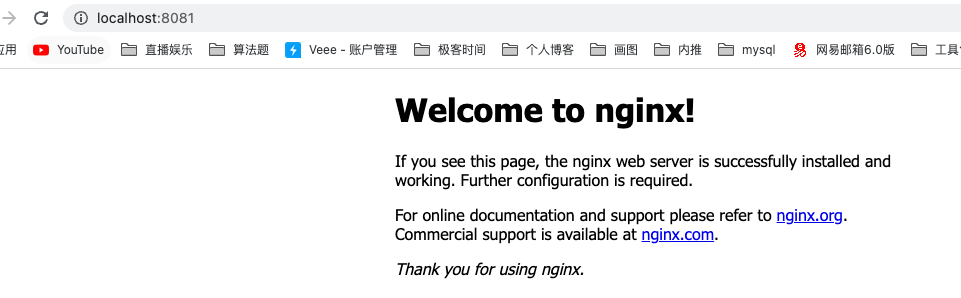 localhost:8081
应用 YouTube 直播娱乐 算法题 Veee - 账户管理 极客时间 个人博客 画图 内推 mysql 网易邮箱6.0版 工具
Welcome to nginx!
If you see this page, the nginx web server is successfully installed and
working. Further configuration is required.
For online documentation and support please refer to nginx.org.
Commercial support is available at nginx.com.
Thank you for using nginx.